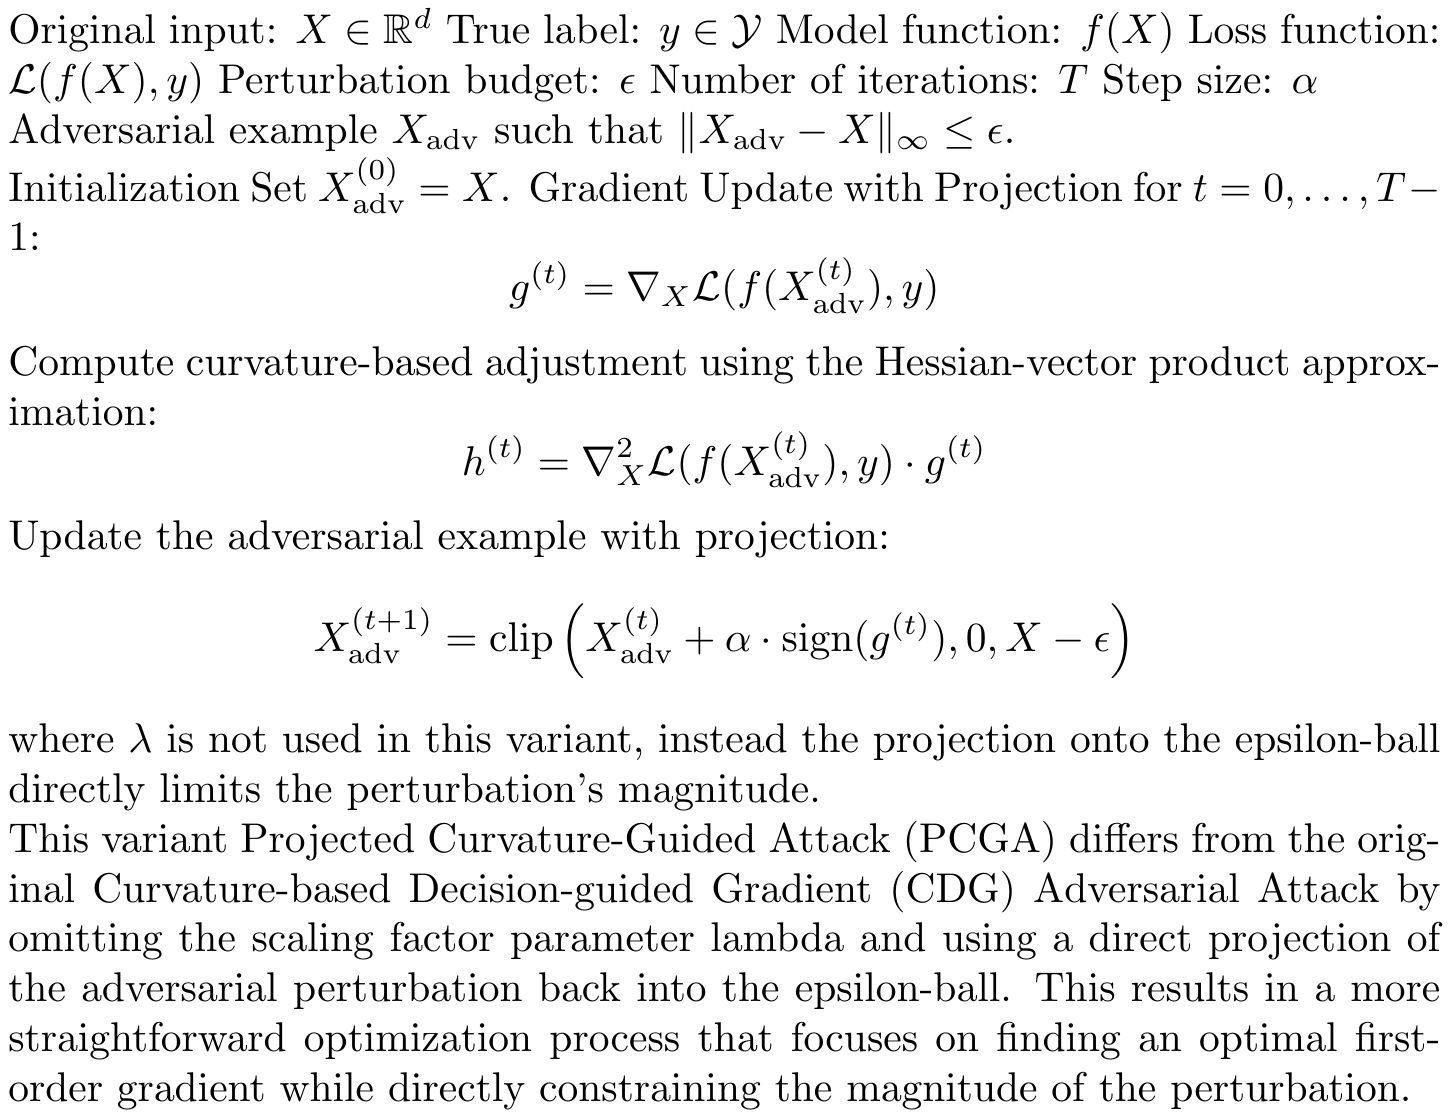 Original input: $X \in \mathbb{R}^d$ True label: $y \in \mathcal{Y}$ Model function: $f(X)$ Loss function:
$\mathcal{L}(f(X), y)$ Perturbation budget: $\epsilon$ Number of iterations: $T$ Step size: $\alpha$
Adversarial example $X_{\text{adv}}$ such that $\|X_{\text{adv}} - X\|_\infty \leq \epsilon$.
Initialization Set $X_{\text{adv}}^{(0)} = X$. Gradient Update with Projection for $t = 0, \ldots, T-$
1:
$g^{(t)} = \nabla_X \mathcal{L}(f(X_{\text{adv}}^{(t)}), y)$
Compute curvature-based adjustment using the Hessian-vector product approx-
imation:
$h^{(t)} = \nabla_X^2 \mathcal{L}(f(X_{\text{adv}}^{(t)}), y) \cdot g^{(t)}$
Update the adversarial example with projection:
$X_{\text{adv}}^{(t+1)} = \text{clip}\left(X_{\text{adv}}^{(t)} + \alpha \cdot \text{sign}(g^{(t)}), 0, X - \epsilon\right)$
where $\lambda$ is not used in this variant, instead the projection onto the epsilon-ball
directly limits the perturbation's magnitude.
This variant Projected Curvature-Guided Attack (PCGA) differs from the orig-
inal Curvature-based Decision-guided Gradient (CDG) Adversarial Attack by
omitting the scaling factor parameter lambda and using a direct projection of
the adversarial perturbation back into the epsilon-ball. This results in a more
straightforward optimization process that focuses on finding an optimal first-
order gradient while directly constraining the magnitude of the perturbation.